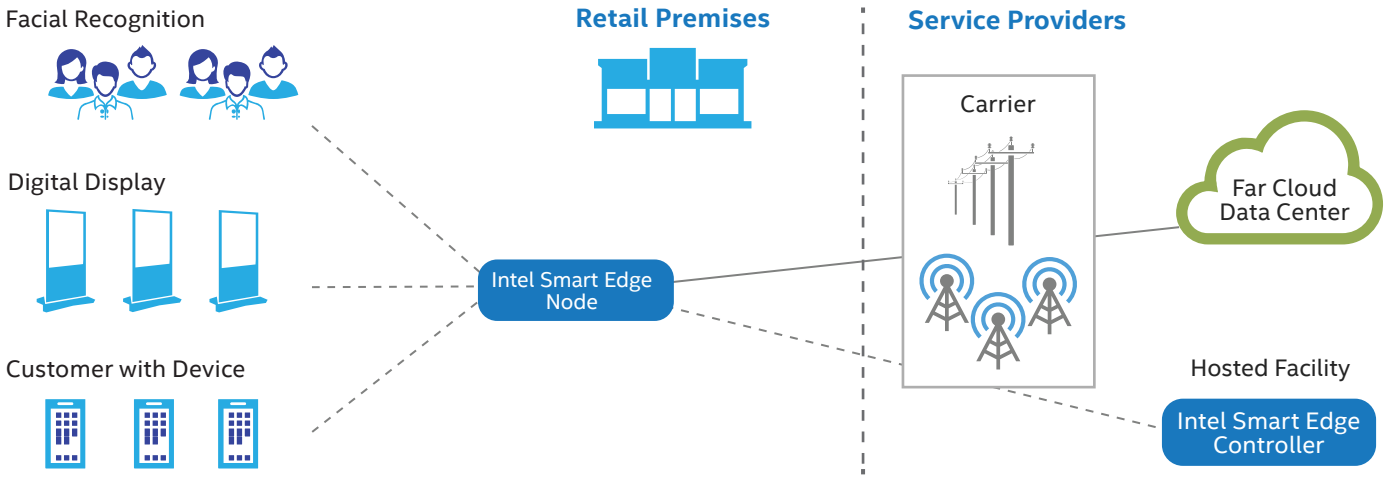 Facial Recognition
Retail Premises
Service Providers
Carrier
Digital Display
Far Cloud
Data Center
Intel Smart Edge
Node
Customer with Device
Hosted Facility
Intel Smart Edge
Controller